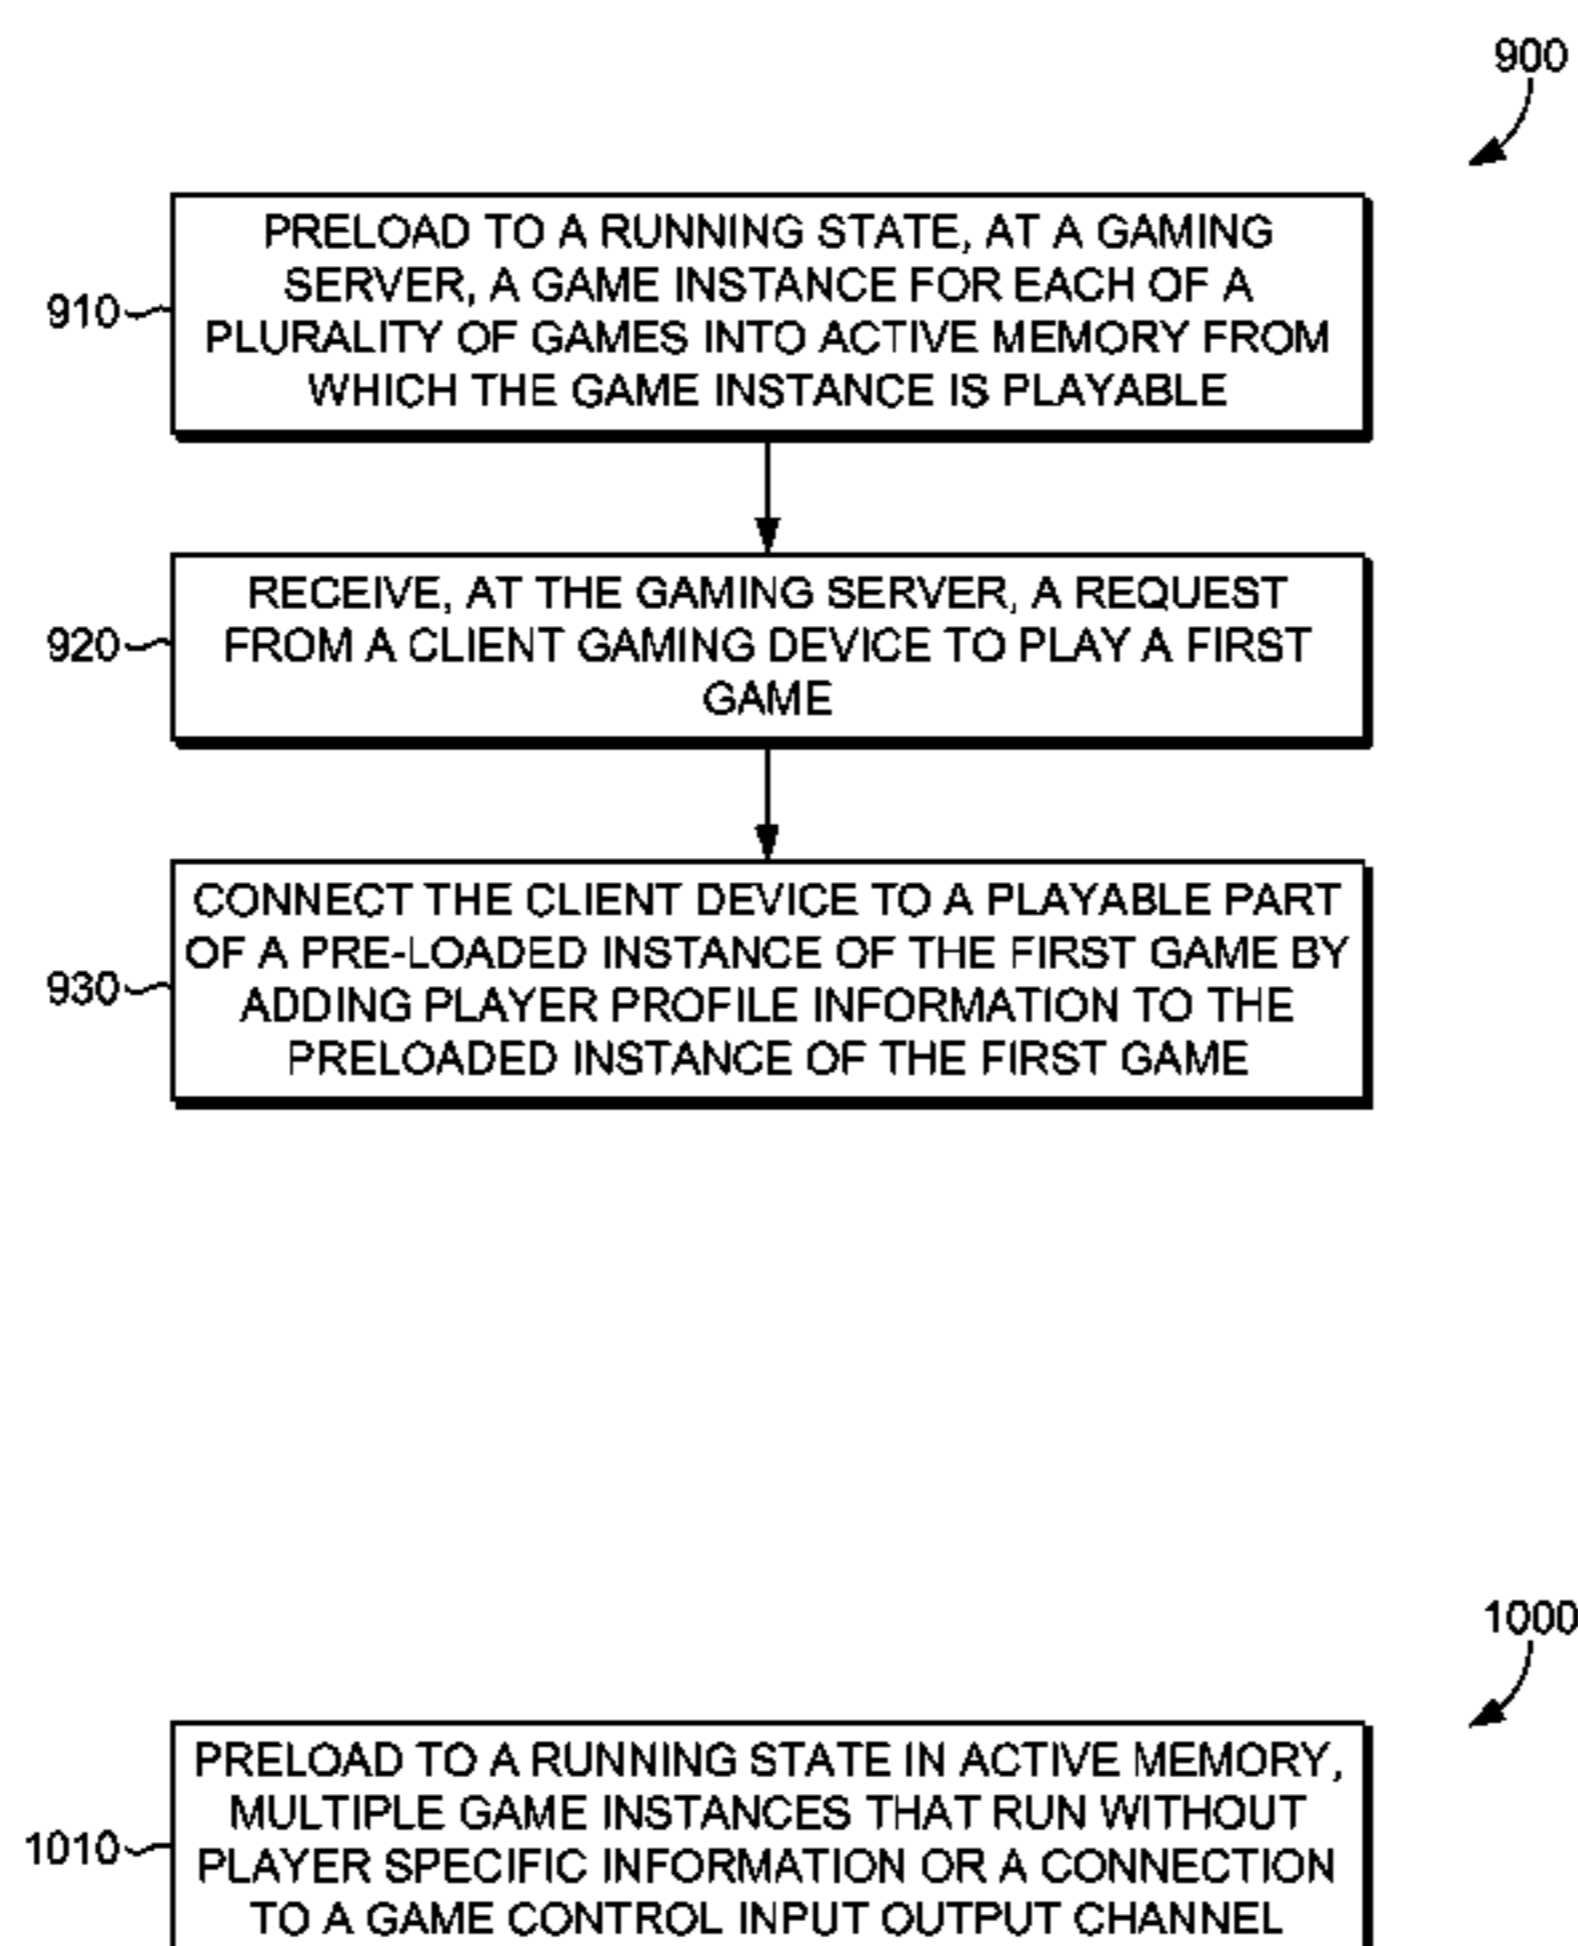 900
PRELOAD TO A RUNNING STATE, AT A GAMING
SERVER, A GAME INSTANCE FOR EACH OF A
PLURALITY OF GAMES INTO ACTIVE MEMORY FROM
WHICH THE GAME INSTANCE IS PLAYABLE
910
RECEIVE, AT THE GAMING SERVER, A REQUEST
FROM A CLIENT GAMING DEVICE TO PLAY A FIRST
GAME
920
CONNECT THE CLIENT DEVICE TO A PLAYABLE PART
OF A PRE-LOADED INSTANCE OF THE FIRST GAME BY
ADDING PLAYER PROFILE INFORMATION TO THE
PRELOADED INSTANCE OF THE FIRST GAME
930
1000
PRELOAD TO A RUNNING STATE IN ACTIVE MEMORY,
MULTIPLE GAME INSTANCES THAT RUN WITHOUT
PLAYER SPECIFIC INFORMATION OR A CONNECTION
TO A GAME CONTROL INPUT OUTPUT CHANNEL
1010